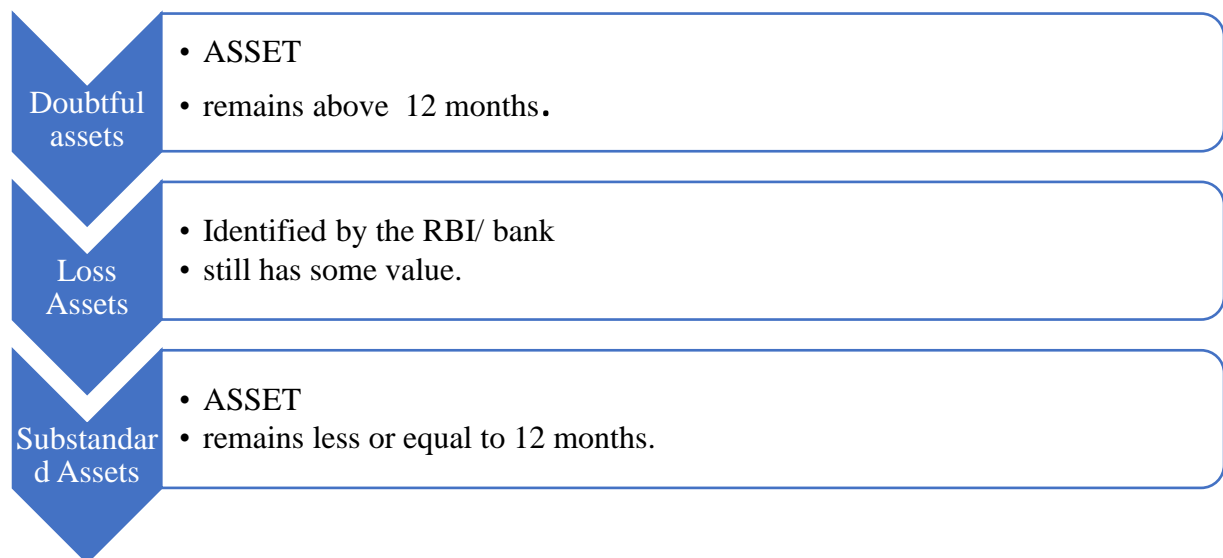 Doubtful
assets
• ASSET
• remains above 12 months.
Loss
Assets
• Identified by the RBI/ bank
• still has some value.
Substandar
d Assets
• ASSET
• remains less or equal to 12 months.